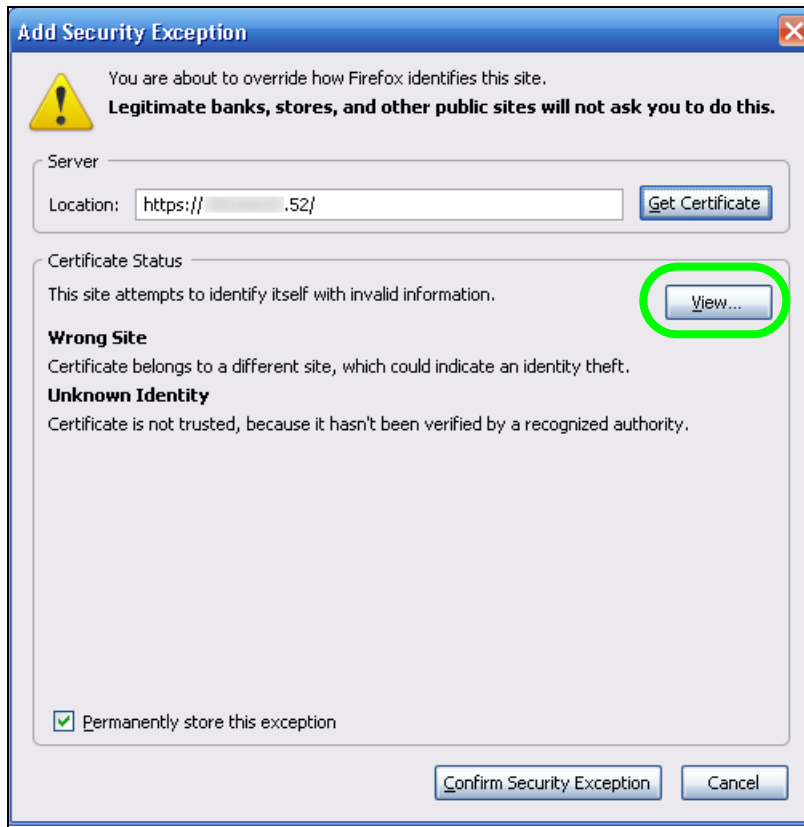 Add Security Exception
You are about to override how Firefox identifies this site.
Legitimate banks, stores, and other public sites will not ask you to do this.
Server
Location: https:// .52/ Get Certificate
Certificate Status
This site attempts to identify itself with invalid information. View...
Wrong Site
Certificate belongs to a different site, which could indicate an identity theft.
Unknown Identity
Certificate is not trusted, because it hasn't been verified by a recognized authority.
Permanently store this exception
Confirm Security Exception Cancel